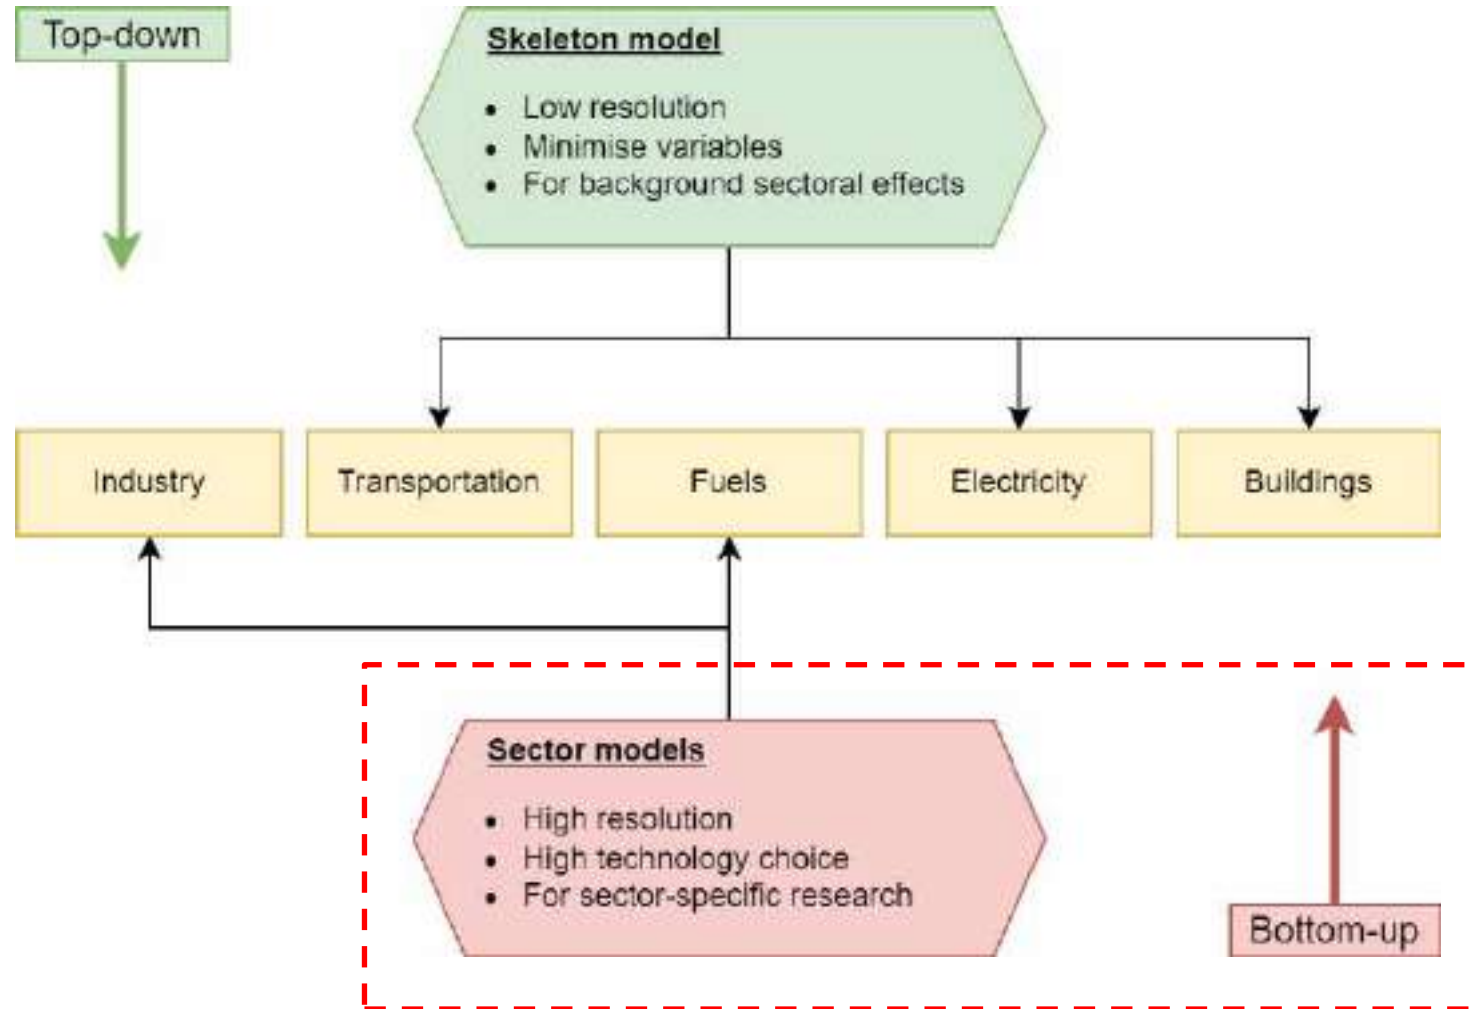 Top-down
Skeleton model
• Low resolution
• Minimise variables
• For background sectoral effects
Industry
Transportation
Fuels
Electricity
Buildings
Sector models
• High resolution
• High technology choice
• For sector-specific research
Bottom-up